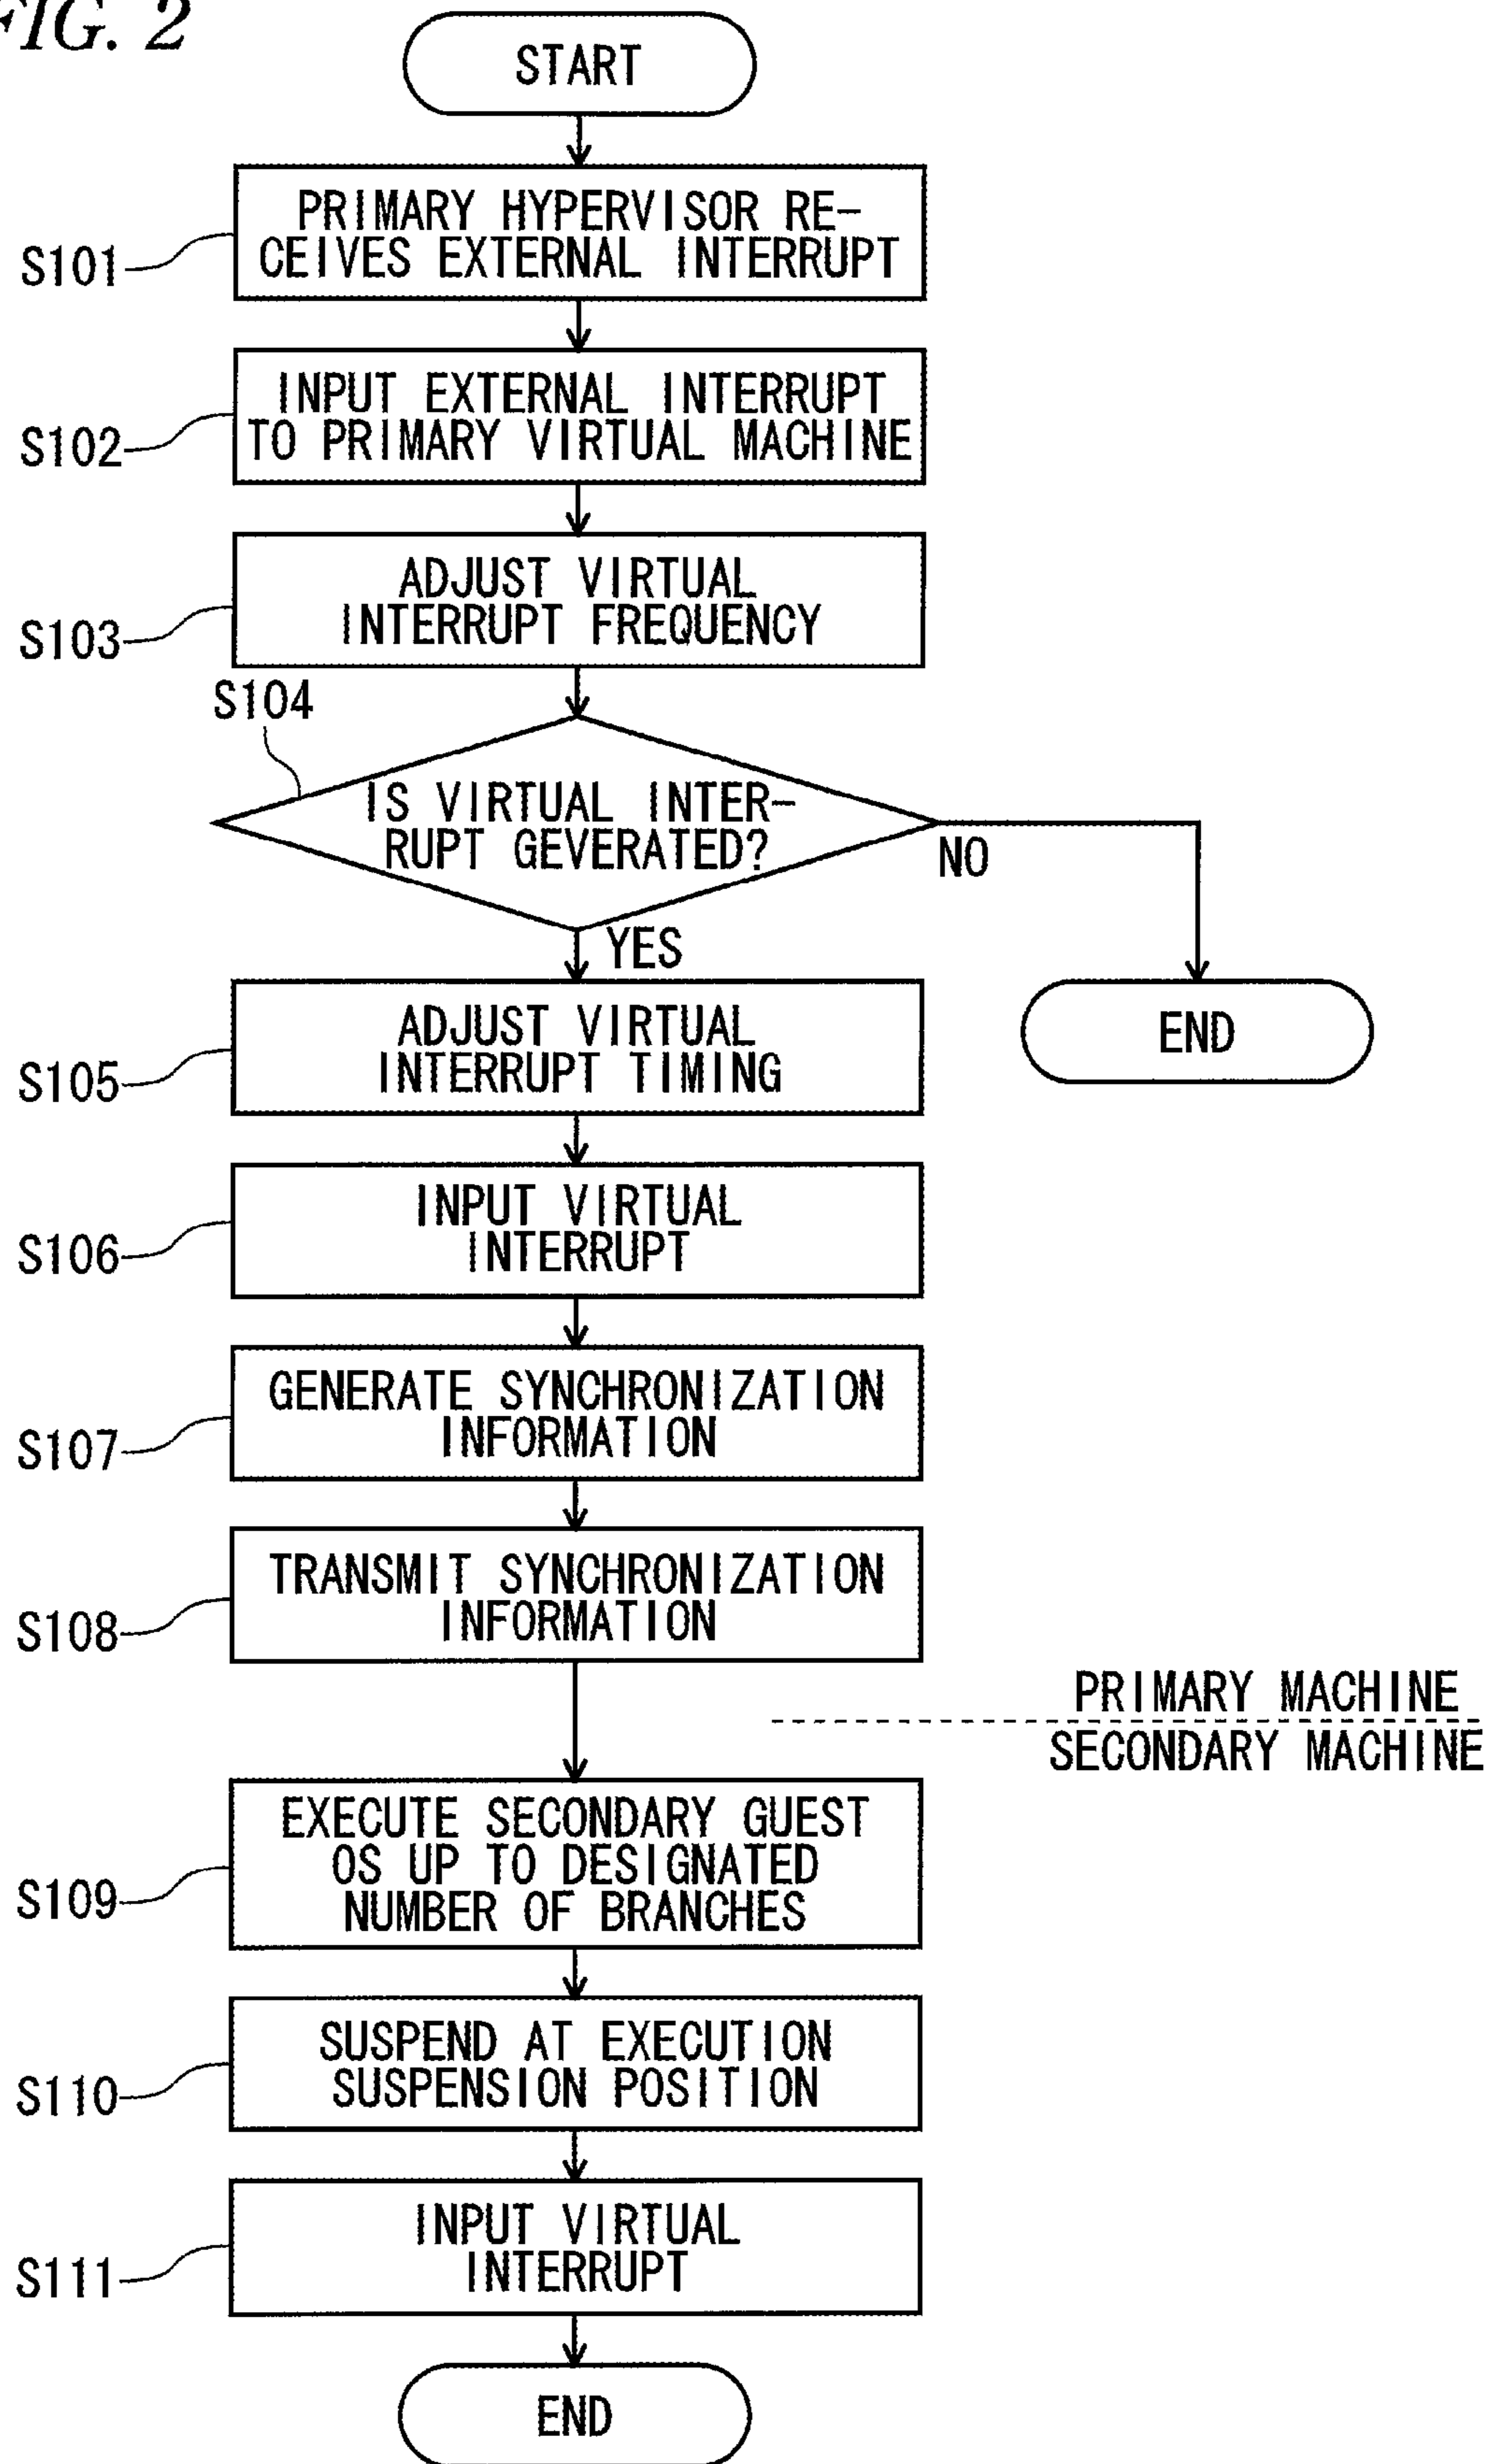 FIG. 2
START
S101
PRIMARY HYPERVISOR RE-
CEIVES EXTERNAL INTERRUPT
S102
INPUT EXTERNAL INTERRUPT
TO PRIMARY VIRTUAL MACHINE
S103
ADJUST VIRTUAL
INTERRUPT FREQUENCY
S104
IS VIRTUAL INTER-
RUPT GEVERATED?
NO
YES
END
S105
ADJUST VIRTUAL
INTERRUPT TIMING
S106
INPUT VIRTUAL
INTERRUPT
S107
GENERATE SYNCHRONIZATION
INFORMATION
S108
TRANSMIT SYNCHRONIZATION
INFORMATION
PRIMARY MACHINE
SECONDARY MACHINE
S109
EXECUTE SECONDARY GUEST
OS UP TO DESIGNATED
NUMBER OF BRANCHES
S110
SUSPEND AT EXECUTION
SUSPENSION POSITION
S111
INPUT VIRTUAL
INTERRUPT
END